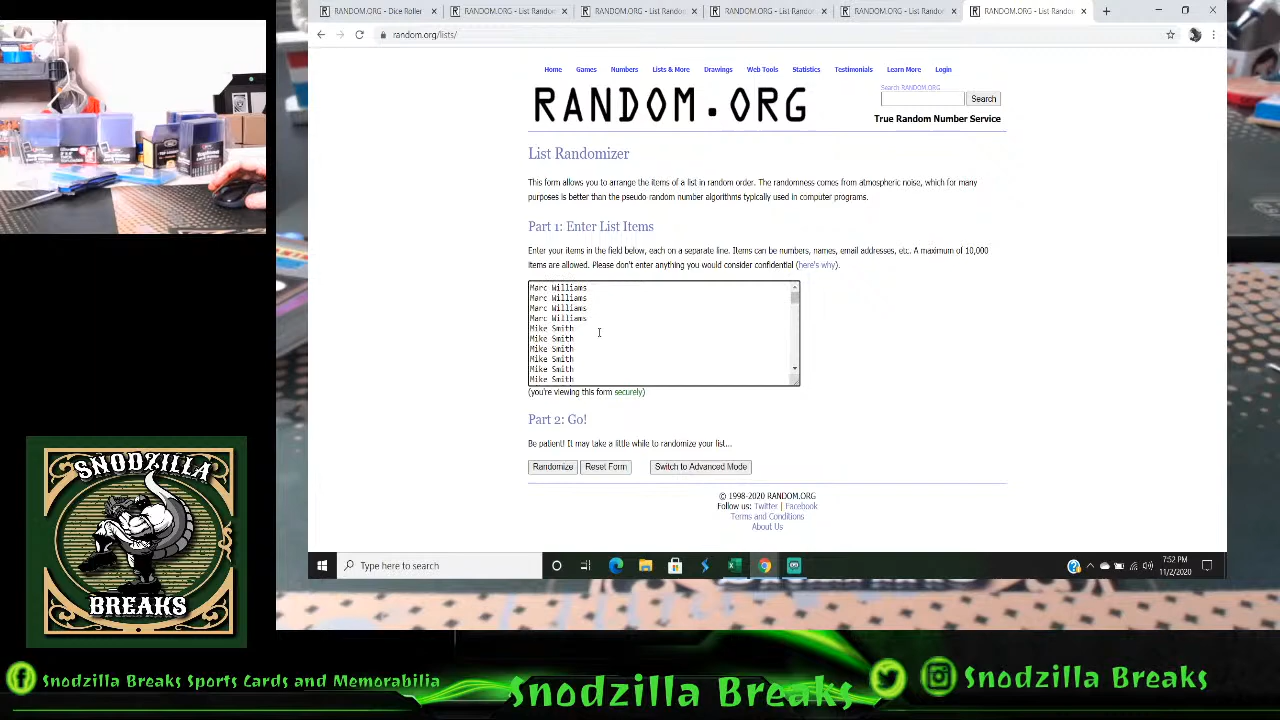 RANDOM.ORG - Dice Roller
RANDOM.ORG - List Random
RANDOM.ORG - List Random
RANDOM.ORG - List Random
RANDOM.ORG - List Random
RANDOM.ORG - List Random
random.org/lists/
Home Games Numbers Lists & More Drawings Web Tools Statistics Testimonials Learn More Login
RANDOM.ORG
Search RANDOM.ORG
Search
True Random Number Service
List Randomizer
This form allows you to arrange the items of a list in random order. The randomness comes from atmospheric noise, which for many
purposes is better than the pseudo-random number algorithms typically used in computer programs.
Part 1: Enter List Items
Enter your items in the field below, each on a separate line. Items can be numbers, names, email addresses, etc. A maximum of 10,000
items are allowed. Please don't enter anything you would consider confidential (here's why).
Marc Williams
Marc Williams
Marc Williams
Marc Williams
Mike Smith
Mike Smith
Mike Smith
Mike Smith
Mike Smith
Mike Smith
(you're viewing this form securely)
Part 2: Go!
Be patient! It may take a little while to randomize your list...
Randomize Reset Form Switch to Advanced Mode
© 1998-2020 RANDOM.ORG
Follow us: Twitter | Facebook
Terms and Conditions
About Us
Type here to search
7:52 PM
11/2/2020
SNODZILLA
BREAKS
Snodzilla Breaks Sports Cards and Memorabilia
Snodzilla Breaks
Snodzilla Breaks